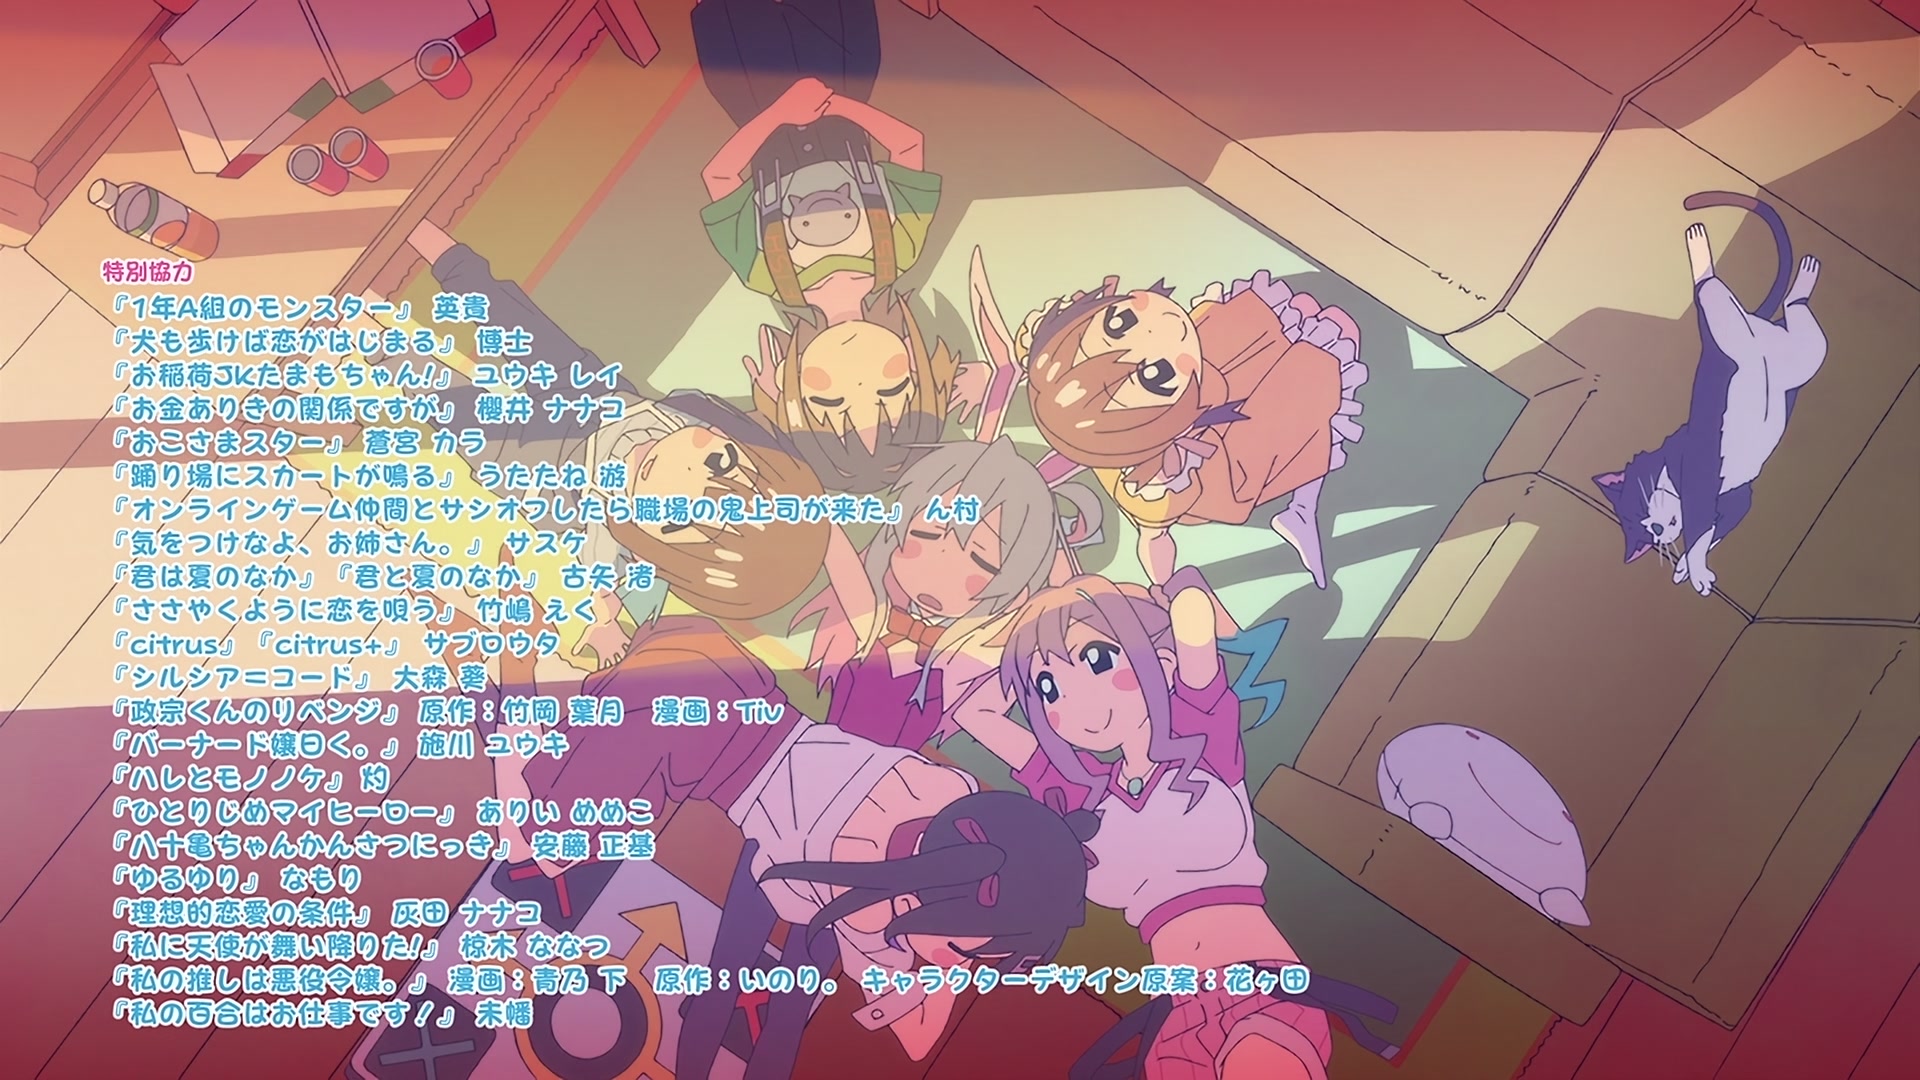 特別協力
『1年A組のモンスター』 英貴
『犬も歩けば恋がはじまる』 博士
『お稲荷JKたまもちゃん!』 ユウキ レイ
『お金ありきの関係ですが』 櫻井 ナナコ
『おこさまスター』 蒼宮 カラ
『踊り場にスカートが鳴る』 うたたね 游
『オンラインゲーム仲間とサシオフしたら職場の鬼上司が来た』 ん村
『気をつけなよ、お姉さん。』 サスケ
『君は夏のなか』『君と夏のなか』 古矢 渚
『ささやくように恋を唄う』 竹嶋 えく
『citrus』『citrus+』 サブロウタ
『シルシア=コード』 大森 葵
『政宗くんのリベンジ』 原作：竹岡 葉月　漫画：Tiv
『バーナード嬢曰く。』 施川 ユウキ
『ハレとモノノケ』 灼
『ひとりじめマイヒーロー』 ありい めめこ
『八十亀ちゃんかんさつにっき』 安藤 正基
『ゆるゆり』 なもり
『理想的恋愛の条件』 灰田 ナナコ
『私に天使が舞い降りた!』 椋木 ななつ
『私の推しは悪役令嬢。』 漫画：青乃 下　原作：いのり。 キャラクターデザイン原案：花ヶ田
『私の百合はお仕事です！』 未幡